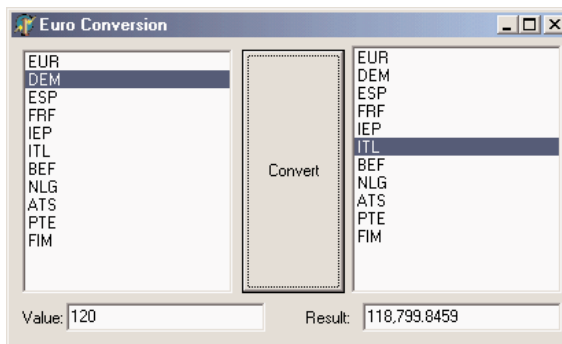 Euro Conversion
EUR
DEM
ESP
FRF
IEP
ITL
BEF
NLG
ATS
PTE
FIM
Convert
EUR
DEM
ESP
FRF
IEP
ITL
BEF
NLG
ATS
PTE
FIM
Value: 120
Result: 118,799.8459